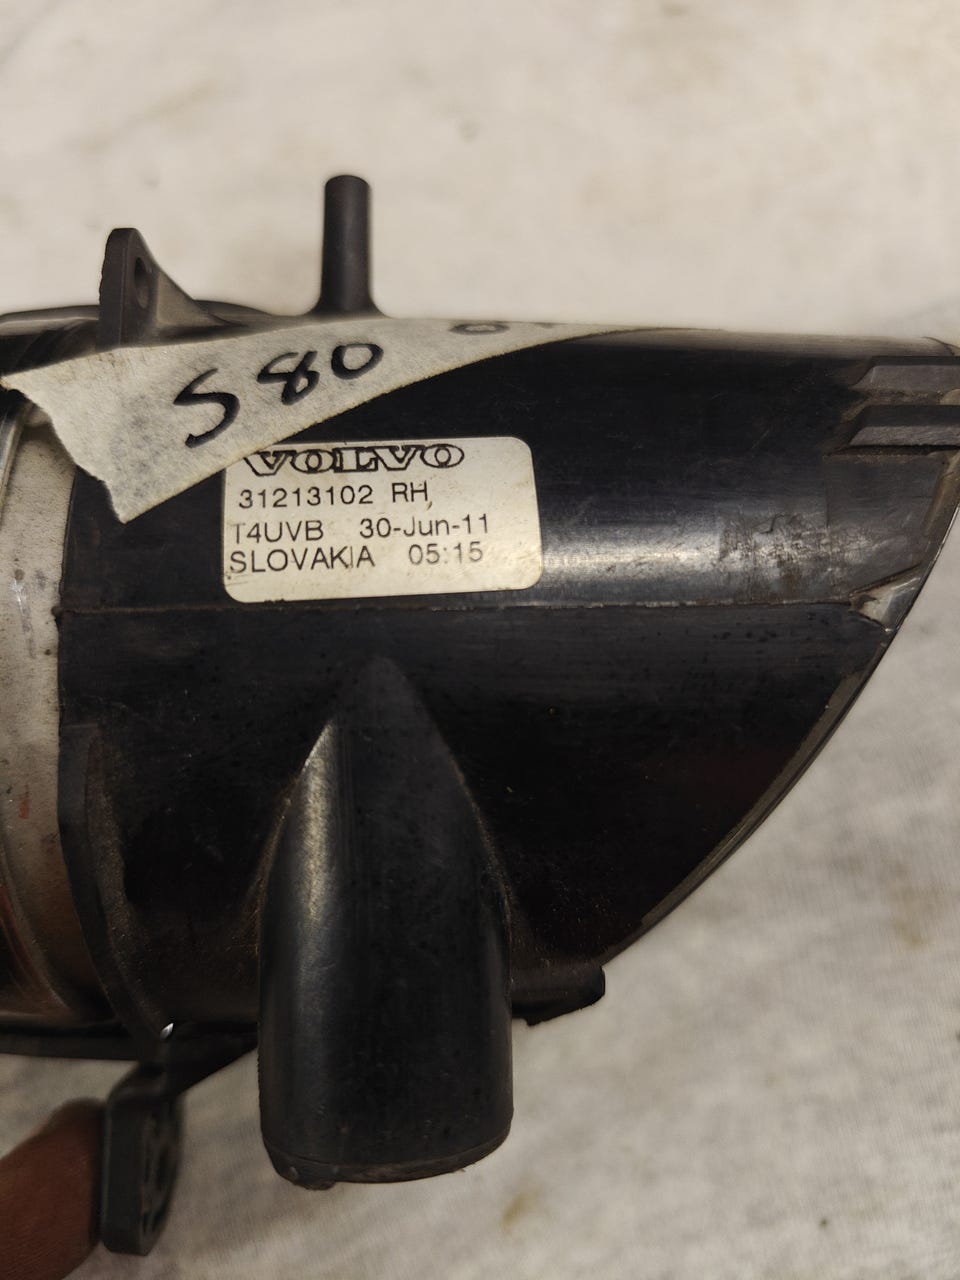 S80
VOLVO
31213102 RH
T4UVB 30-Jun-11
SLOVAKIA 05:15